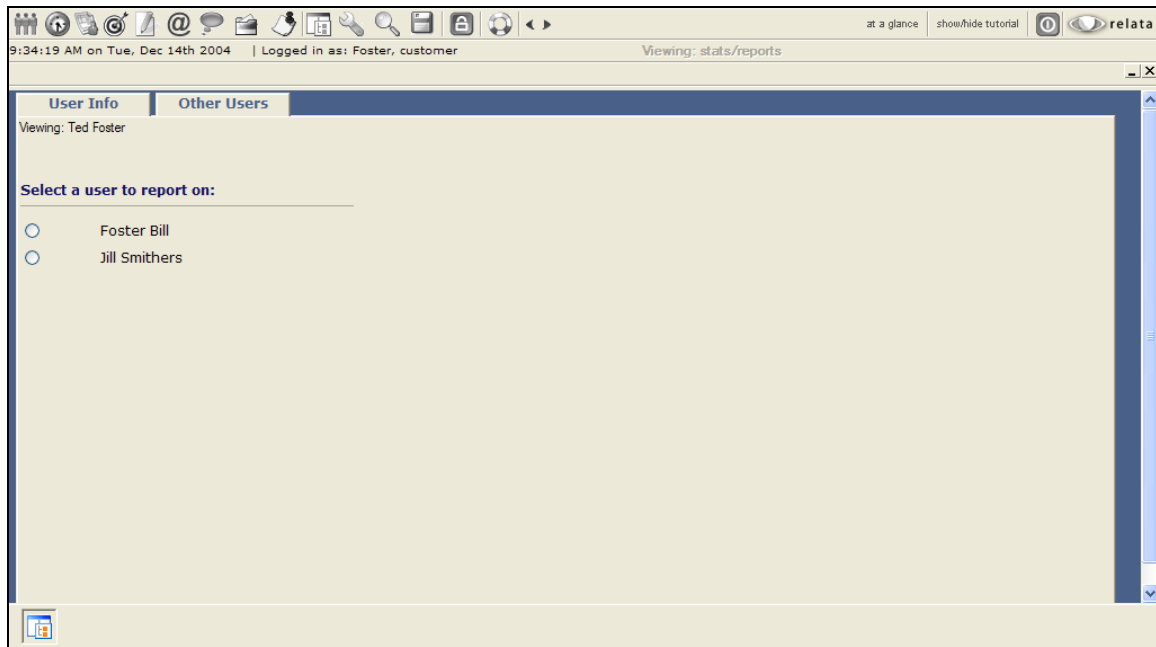 @ at a glance show/hide tutorial relata
9:34:19 AM on Tue, Dec 14th 2004 | Logged in as: Foster, customer Viewing: stats/reports
User Info Other Users
Viewing: Ted Foster
Select a user to report on:
Foster Bill
Jill Smithers